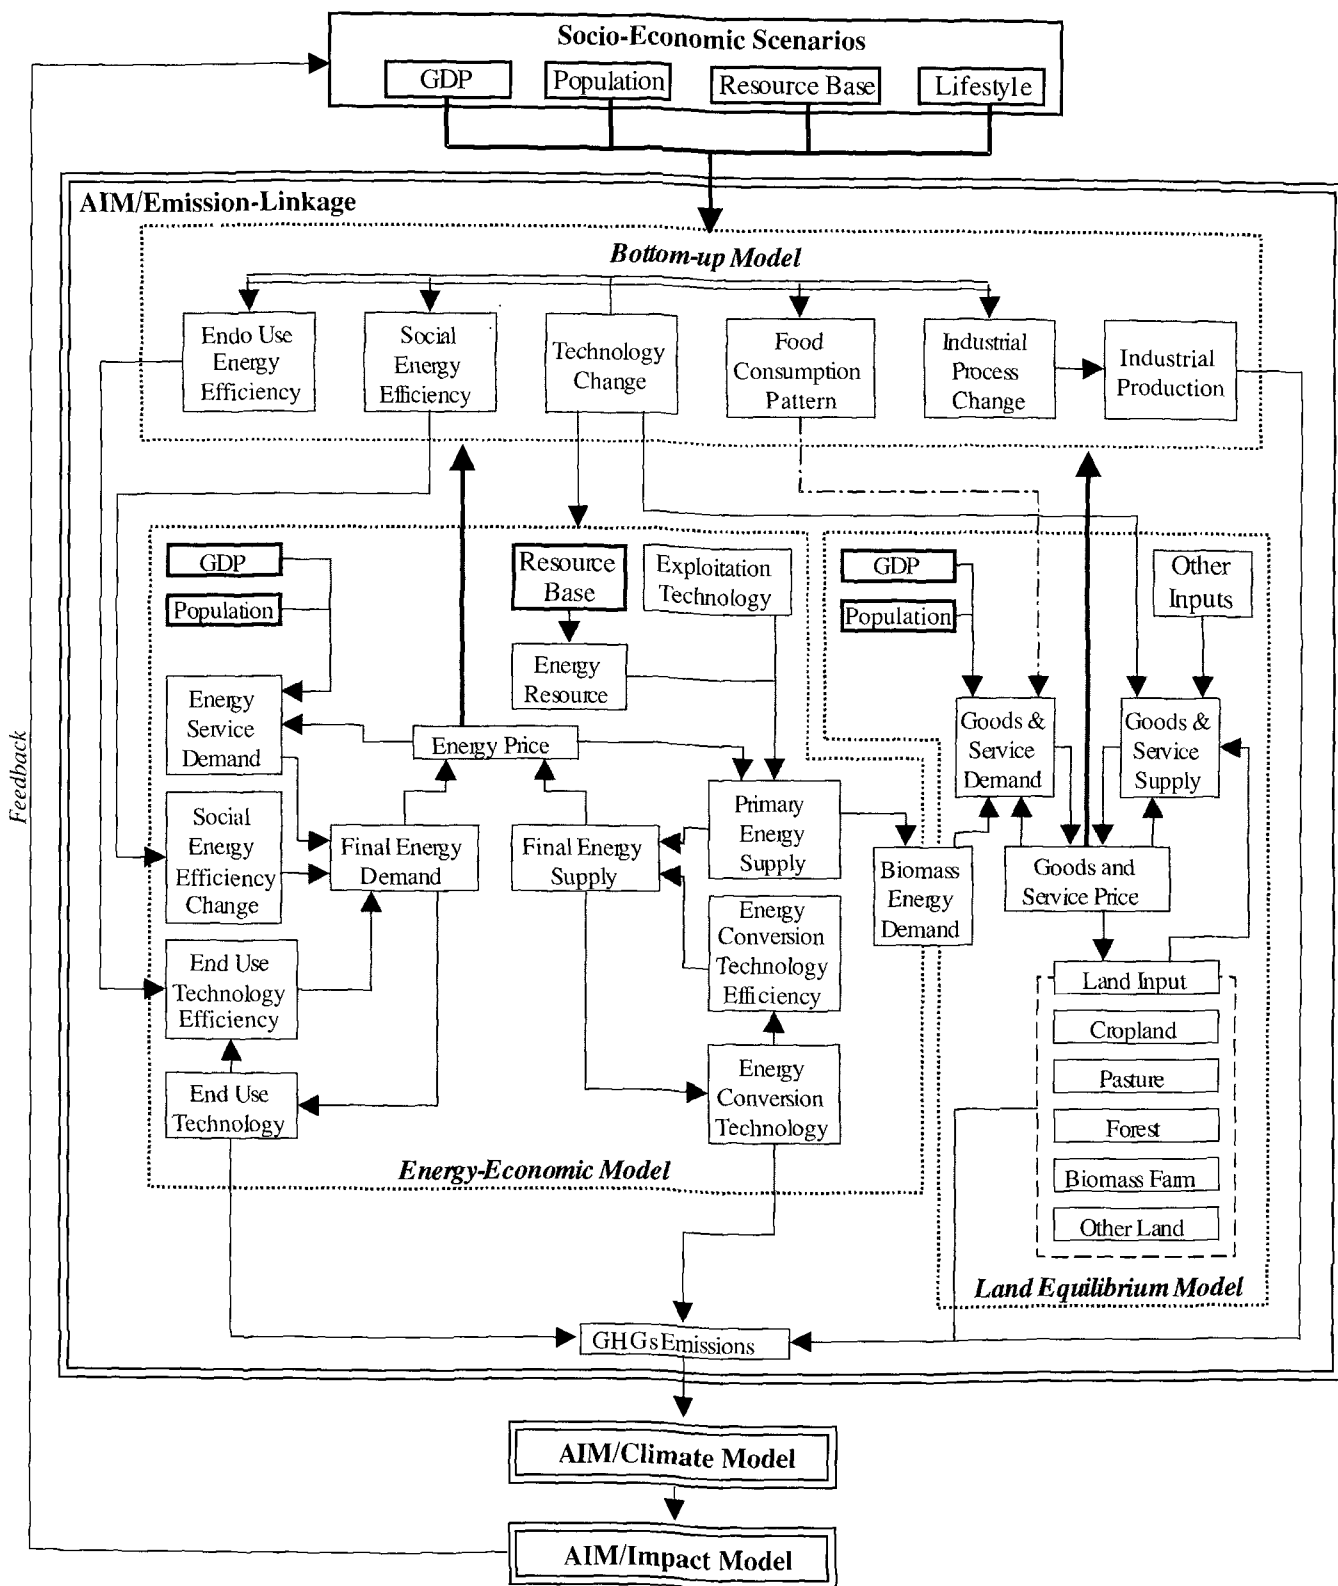 Socio-Economic Scenarios
GDP
Population
Resource Base
Lifestyle
AIM/Emission-Linkage
Bottom-up Model
Endo Use
Energy
Efficiency
Social
Energy
Efficiency
Technology
Change
Food
Consumption
Pattern
Industrial
Process
Change
Industrial
Production
GDP
Population
Resource
Base
Exploitation
Technology
GDP
Population
Other
Inputs
Energy
Resource
Energy
Service
Demand
Energy Price
Goods &
Service
Demand
Goods &
Service
Supply
Feedback
Social
Energy
Efficiency
Change
Final Energy
Demand
Final Energy
Supply
Primary
Energy
Supply
Biomass
Energy
Demand
Goods and
Service Price
Energy
Conversion
Technology
Efficiency
End Use
Technology
Efficiency
Land Input
Cropland
Pasture
Forest
Biomass Farm
Other Land
End Use
Technology
Energy
Conversion
Technology
Energy-Economic Model
Land Equilibrium Model
GHGs Emissions
AIM/Climate Model
AIM/Impact Model